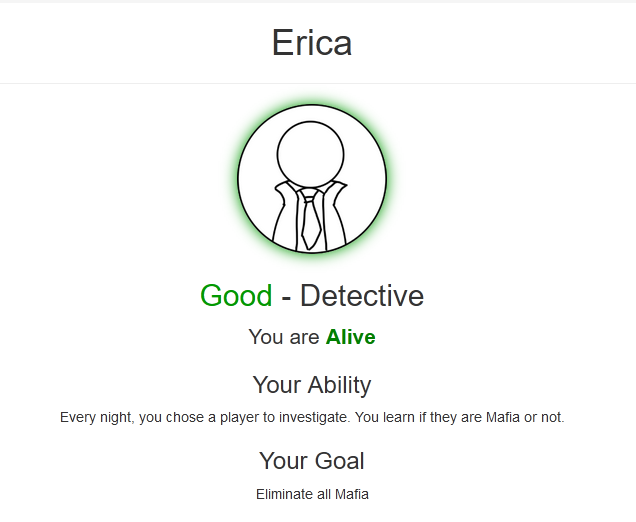 Erica
Good - Detective
You are Alive
Your Ability
Every night, you chose a player to investigate. You learn if they are Mafia or not.
Your Goal
Eliminate all Mafia